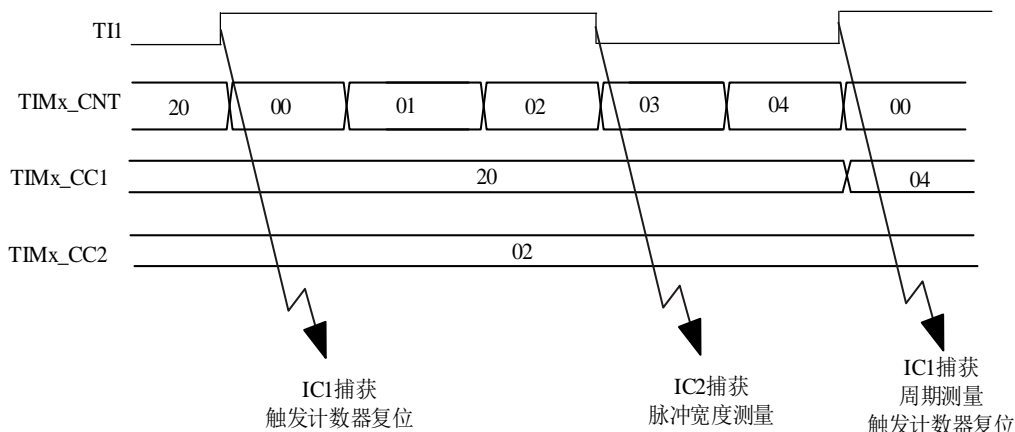 TI1
TIMx_CNT 20 00 01 02 03 04 00
TIMx_CC1 20 04
TIMx_CC2 02
IC1捕获
触发计数器复位
IC2捕获
脉冲宽度测量
IC1捕获
周期测量
触发计数器复位